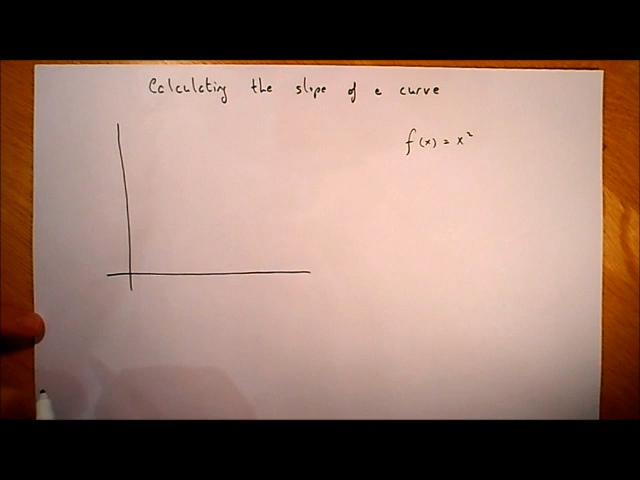 Calculating the slope of a curve
f(x) = x²